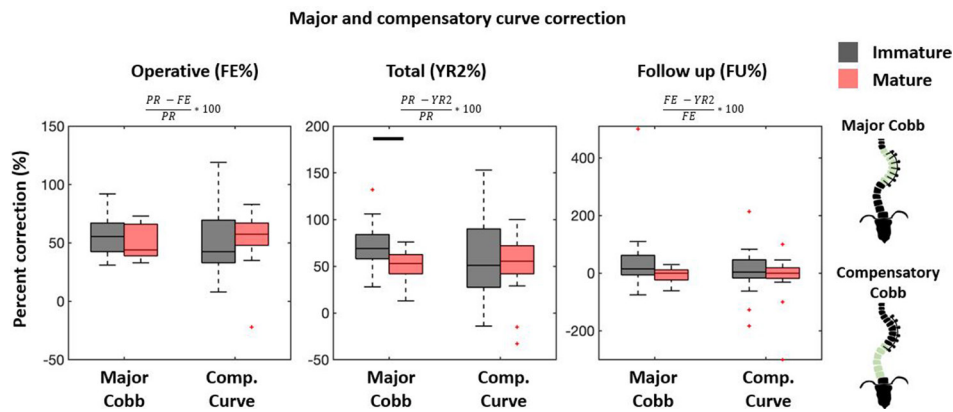 Major and compensatory curve correction
Immature
Mature
Operative (FE%)
Total (YR2%)
Follow up (FU%)
PR − FE
PR
* 100
PR − YR2
PR
* 100
FE − YR2
FE
* 100
Percent correction (%)
150
100
50
0
-50
200
150
100
50
0
-50
400
200
0
-200
Major
Cobb
Comp.
Curve
Major
Cobb
Comp.
Curve
Major
Cobb
Comp.
Curve
Major Cobb
Compensatory
Cobb